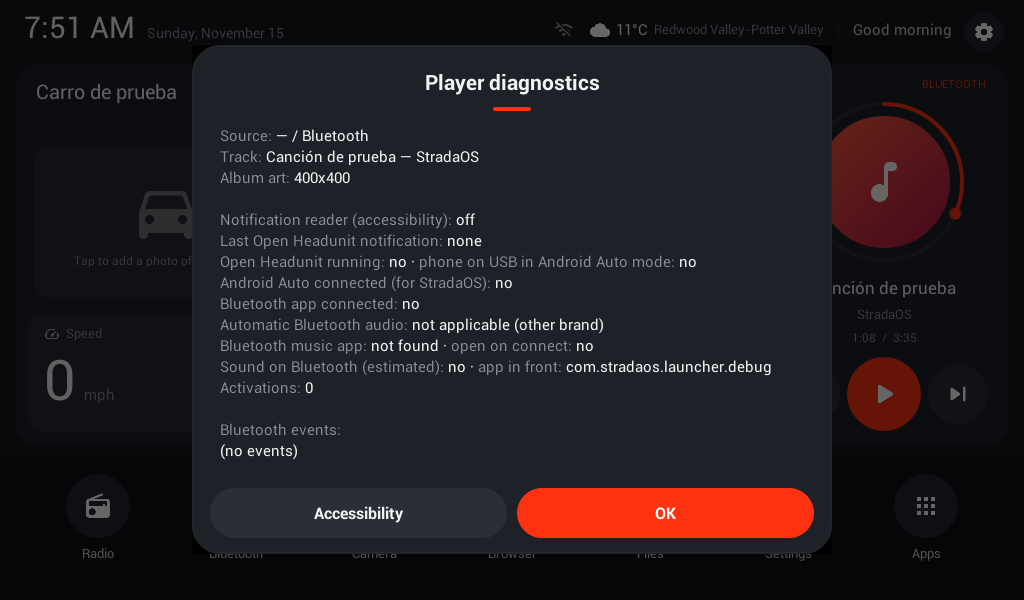 7:51 AM
Sunday, November 15
11°C Redwood Valley-Potter Valley
Good morning
Carro de prueba
Tap to add a photo of
Speed
0 mph
BLUETOOTH
nción de prueba
StradaOS
1:08 / 3:35
Player diagnostics
Source: — / Bluetooth
Track: Canción de prueba — StradaOS
Album art: 400x400
Notification reader (accessibility): off
Last Open Headunit notification: none
Open Headunit running: no · phone on USB in Android Auto mode: no
Android Auto connected (for StradaOS): no
Bluetooth app connected: no
Automatic Bluetooth audio: not applicable (other brand)
Bluetooth music app: not found · open on connect: no
Sound on Bluetooth (estimated): no · app in front: com.stradaos.launcher.debug
Activations: 0
Bluetooth events:
(no events)
Accessibility
OK
Radio
Bluetooth
Camera
Browser
Files
Settings
Apps